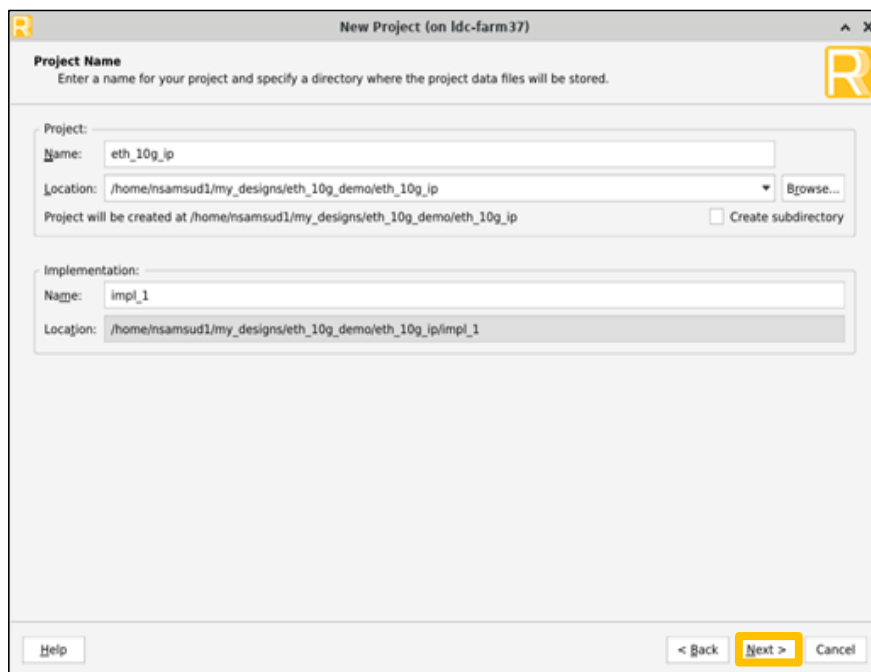 New Project (on ldc-farm37)
Project Name
Enter a name for your project and specify a directory where the project data files will be stored.
Project:
Name: eth_10g_ip
Location: /home/nsamsud1/my_designs/eth_10g_demo/eth_10g_ip Browse...
Project will be created at /home/nsamsud1/my_designs/eth_10g_demo/eth_10g_ip Create subdirectory
Implementation:
Name: impl_1
Location: /home/nsamsud1/my_designs/eth_10g_demo/eth_10g_ip/impl_1
Help < Back Next > Cancel